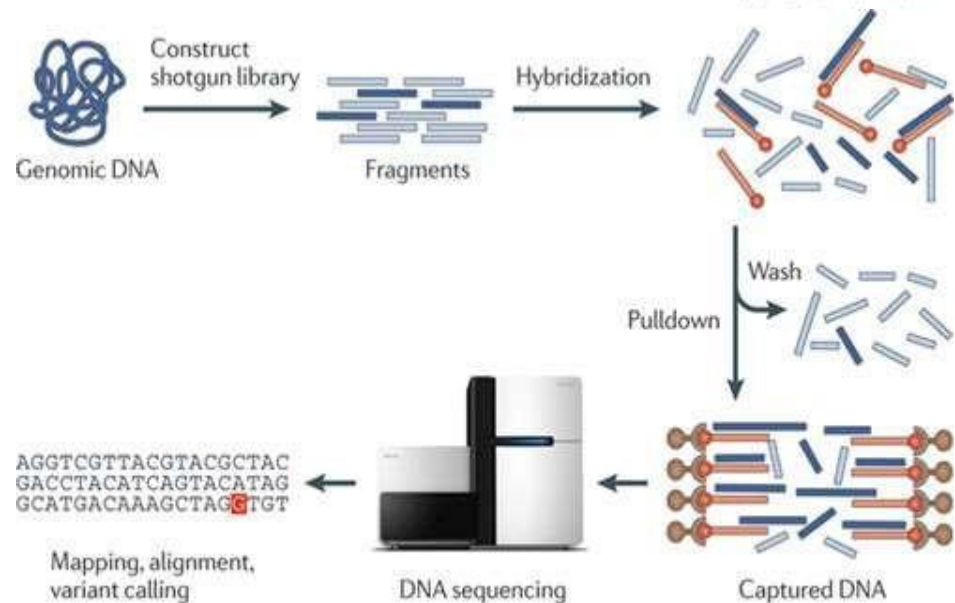 Construct
shotgun library
Hybridization
Genomic DNA
Fragments
Wash
Pulldown
AGGTCGTTACGTACGCTAC
GACCTACATCAGTACATAG
GCATGACAAAGCTAGGTGT
Mapping, alignment,
variant calling
DNA sequencing
Captured DNA